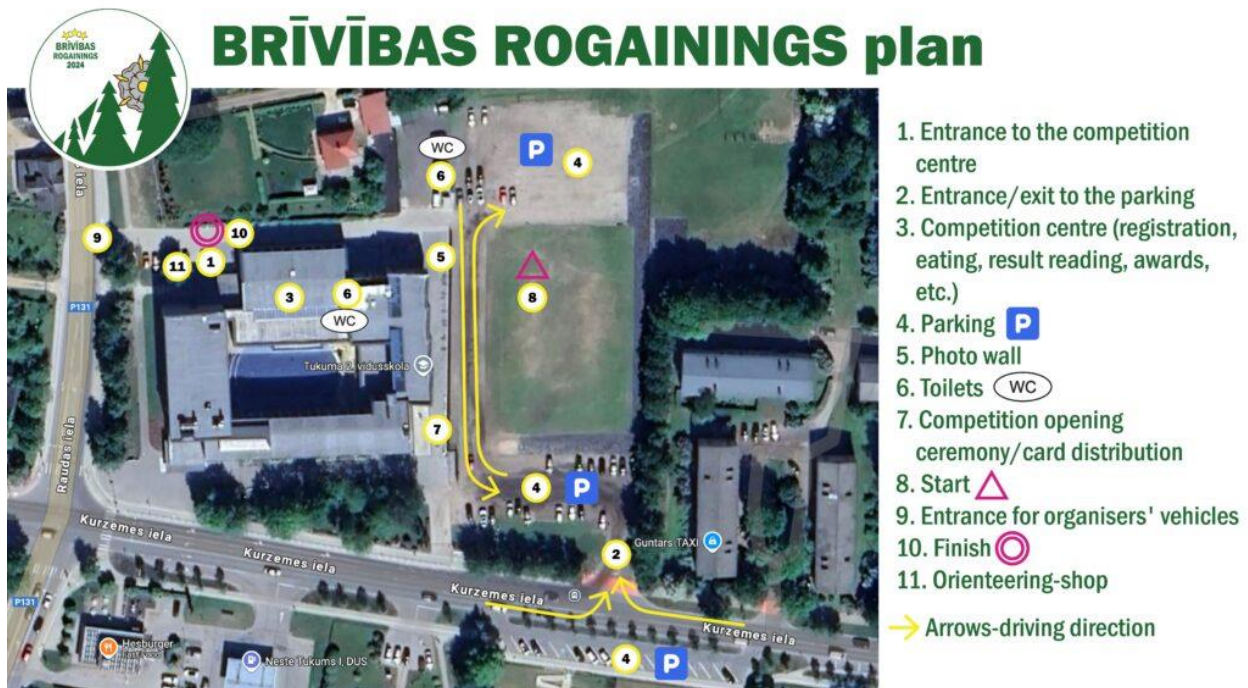 BRĪVĪBAS ROGAININGS plan
BRĪVĪBAS
ROGAININGS
2024
1. Entrance to the competition
centre
2. Entrance/exit to the parking
3. Competition centre (registration,
eating, result reading, awards,
etc.)
4. Parking P
5. Photo wall
6. Toilets WC
7. Competition opening
ceremony/card distribution
8. Start
9. Entrance for organisers' vehicles
10. Finish
11. Orienteering-shop
Arrows-driving direction
WC
P
4
6
iela
9
10
11
1
5
3
6
WC
8
P131
Tukuma 2. vidusskola
7
Raudas iela
4
P
Kurzemes iela
Kurzemes iela
Kurzemes iela
Kurzemes iela
Guntars TAXI
2
P131
Hesburger
Neste Tukums I, DUS
4
P